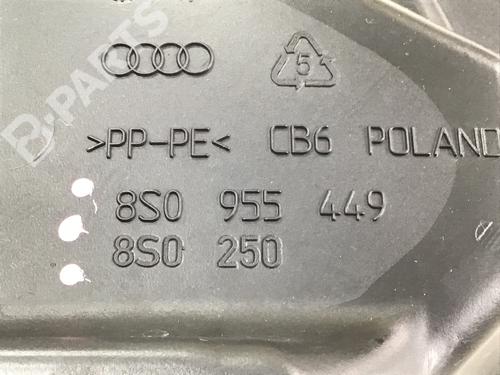 5
>PP-PE< CB6 POLAND
8S0 955 449
8S0 250
B-PARTS